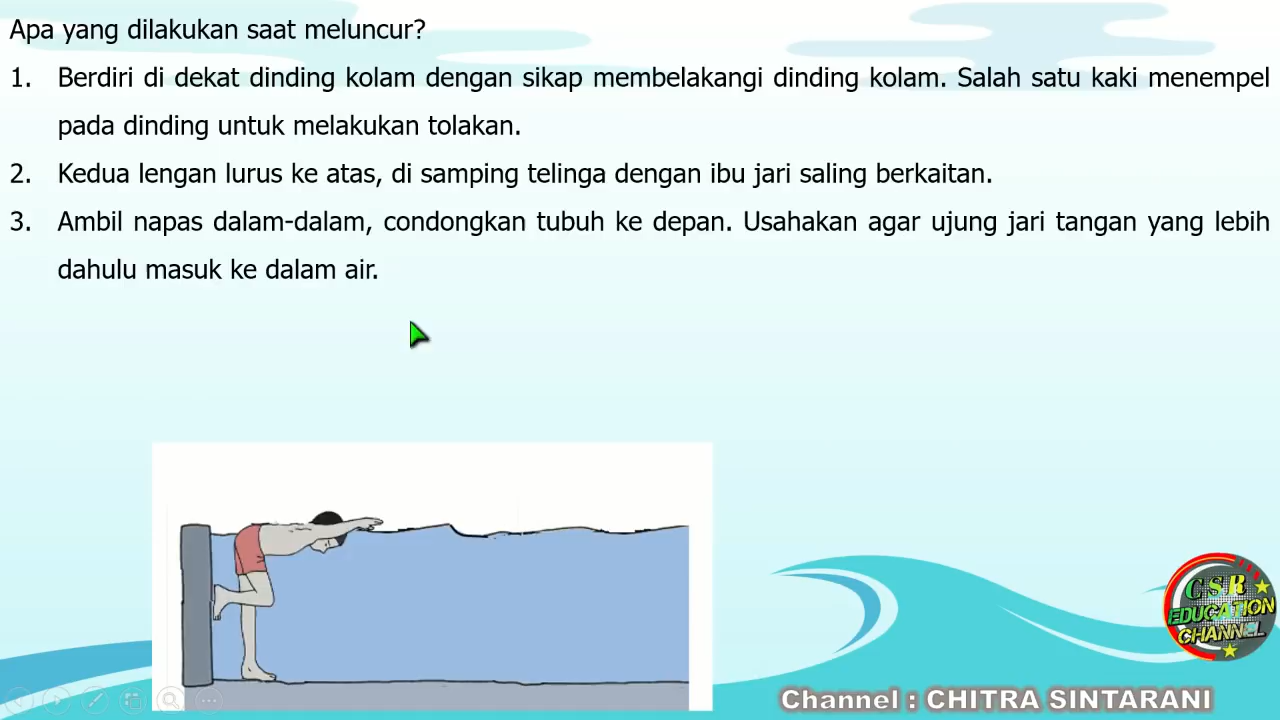 Apa yang dilakukan saat meluncur?
1. Berdiri di dekat dinding kolam dengan sikap membelakangi dinding kolam. Salah satu kaki menempel
pada dinding untuk melakukan tolakan.
2. Kedua lengan lurus ke atas, di samping telinga dengan ibu jari saling berkaitan.
3. Ambil napas dalam-dalam, condongkan tubuh ke depan. Usahakan agar ujung jari tangan yang lebih
dahulu masuk ke dalam air.
CSR
EDUCATION
CHANNEL
Channel : CHITRA SINTARANI